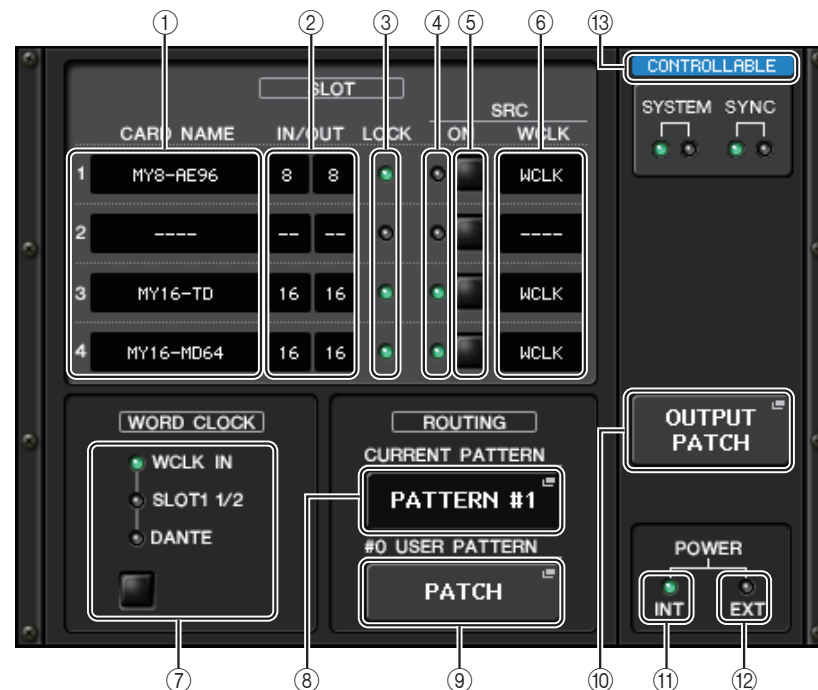 ① ② ③ ④ ⑤ ⑥ ⑬
SLOT
SRC
CARD NAME IN/OUT LOCK ON WCLK
1 MY8-AE96 8 8 WCLK
2 ---- -- -- ----
3 MY16-TD 16 16 WCLK
4 MY16-MD64 16 16 WCLK
CONTROLLABLE
SYSTEM SYNC
WORD CLOCK
WCLK IN
SLOT1 1/2
DANTE
ROUTING
CURRENT PATTERN
PATTERN #1
#0 USER PATTERN
PATCH
OUTPUT
PATCH
POWER
INT EXT
⑦ ⑧ ⑨ ⑩ ⑪ ⑫